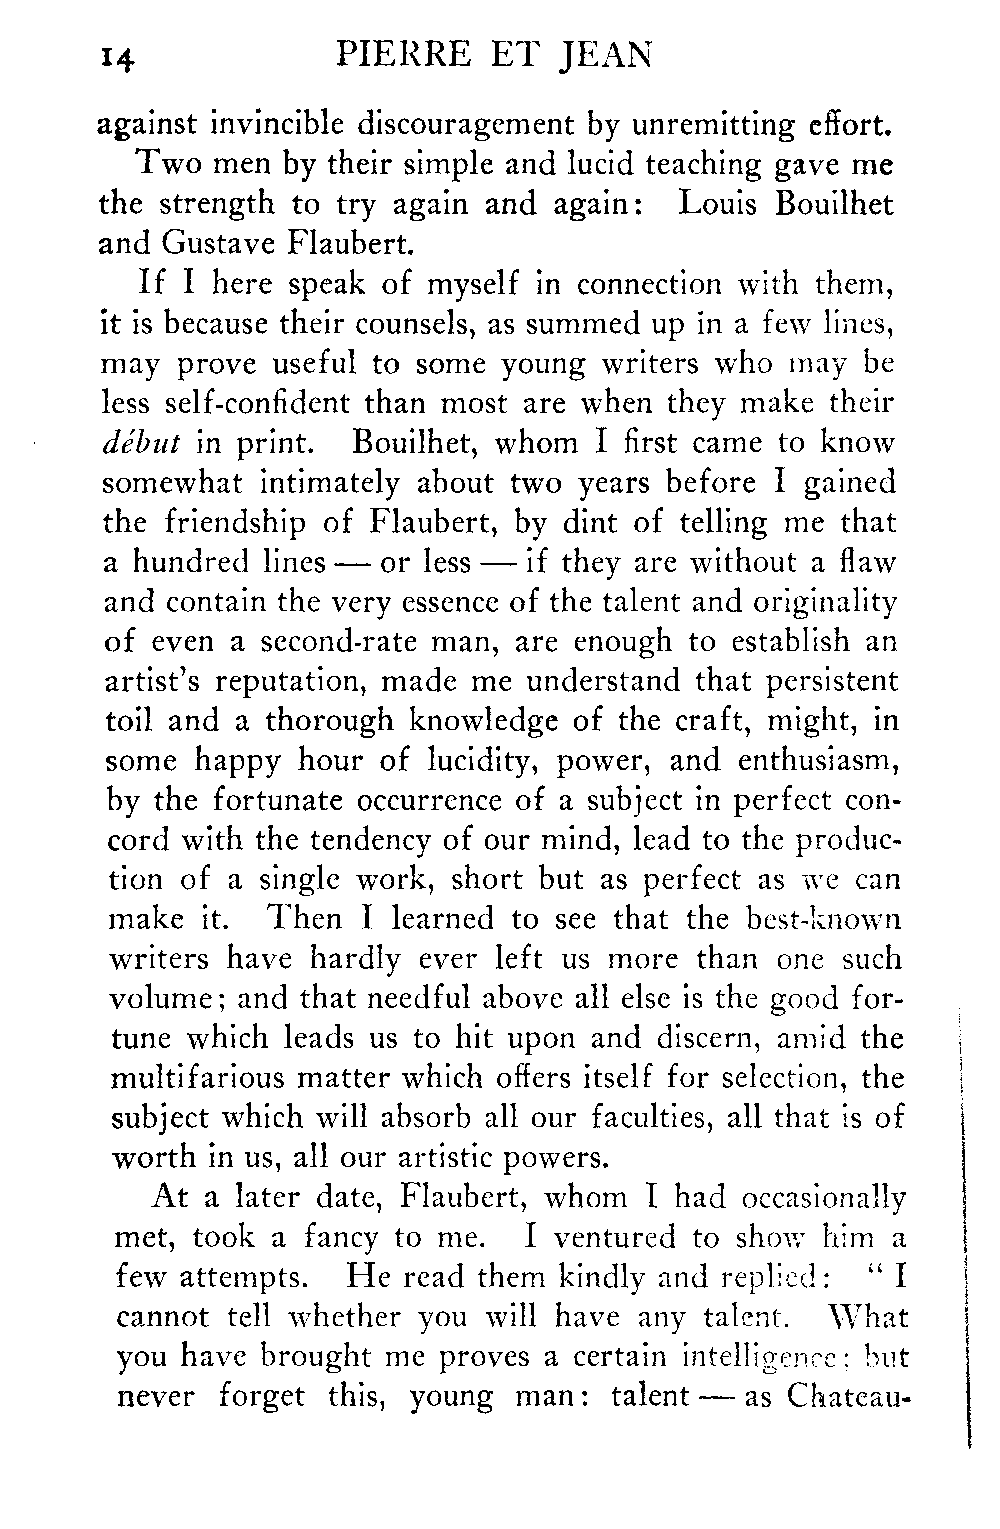 14 PIERRE ET JEAN
against invincible discouragement by unremitting effort.
Two men by their simple and lucid teaching gave me
the strength to try again and again: Louis Bouilhet
and Gustave Flaubert.
If I here speak of myself in connection with them,
it is because their counsels, as summed up in a few lines,
may prove useful to some young writers who may be
less self-confident than most are when they make their
début in print. Bouilhet, whom I first came to know
somewhat intimately about two years before I gained
the friendship of Flaubert, by dint of telling me that
a hundred lines — or less — if they are without a flaw
and contain the very essence of the talent and originality
of even a second-rate man, are enough to establish an
artist's reputation, made me understand that persistent
toil and a thorough knowledge of the craft, might, in
some happy hour of lucidity, power, and enthusiasm,
by the fortunate occurrence of a subject in perfect con-
cord with the tendency of our mind, lead to the produc-
tion of a single work, short but as perfect as we can
make it. Then I learned to see that the best-known
writers have hardly ever left us more than one such
volume; and that needful above all else is the good for-
tune which leads us to hit upon and discern, amid the
multifarious matter which offers itself for selection, the
subject which will absorb all our faculties, all that is of
worth in us, all our artistic powers.
At a later date, Flaubert, whom I had occasionally
met, took a fancy to me. I ventured to show him a
few attempts. He read them kindly and replied: " I
cannot tell whether you will have any talent. What
you have brought me proves a certain intelligence; but
never forget this, young man: talent — as Chateau-